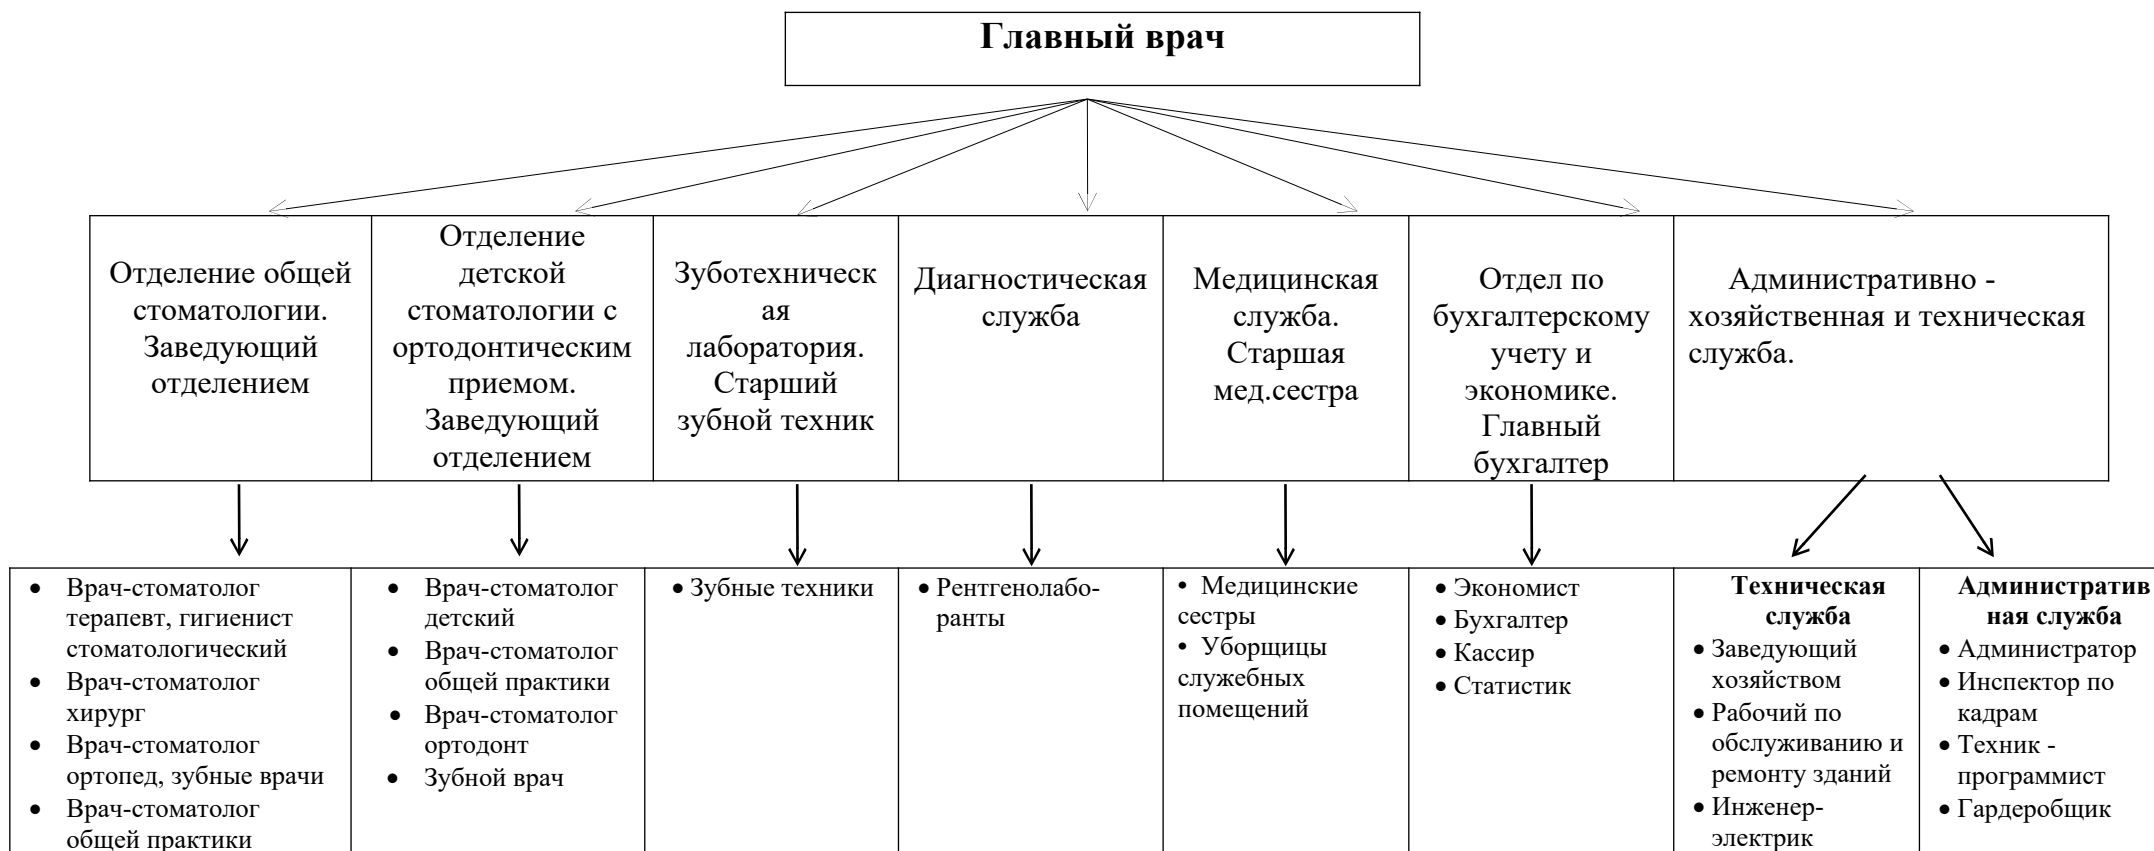 Главный врач
Отделение общей
стоматологии.
Заведующий
отделением
Отделение
детской
стоматологии с
ортодонтическим
приемом.
Заведующий
отделением
Зуботехническ
ая
лаборатория.
Старший
зубной техник
Диагностическая
служба
Медицинская
служба.
Старшая
мед.сестра
Отдел по
бухгалтерскому
учету и
экономике.
Главный
бухгалтер
Административно -
хозяйственная и техническая
служба.
• Врач-стоматолог
терапевт, гигиенист
стоматологический
• Врач-стоматолог
хирург
• Врач-стоматолог
ортопед, зубные врачи
• Врач-стоматолог
общей практики
• Врач-стоматолог
детский
• Врач-стоматолог
общей практики
• Врач-стоматолог
ортодонт
• Зубной врач
• Зубные техники
• Рентгенолабо-
ранты
• Медицинские
сестры
• Уборщицы
служебных
помещений
• Экономист
• Бухгалтер
• Кассир
• Статистик
Техническая
служба
• Заведующий
хозяйством
• Рабочий по
обслуживанию и
ремонту зданий
• Инженер-
электрик
Административ
ная служба
• Администратор
• Инспектор по
кадрам
• Техник -
программист
• Гардеробщик